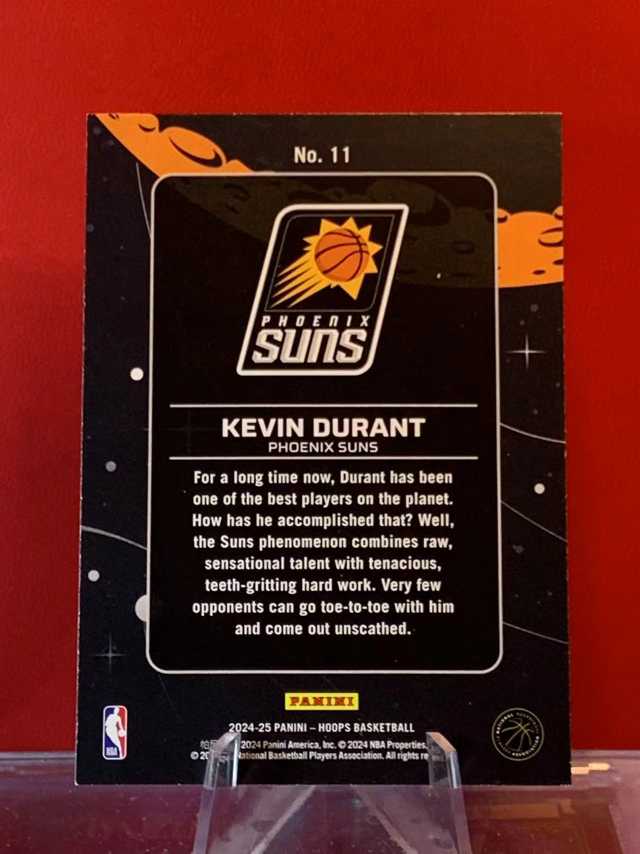 No. 11
PHOENIX
SUNS
KEVIN DURANT
PHOENIX SUNS
For a long time now, Durant has been
one of the best players on the planet.
How has he accomplished that? Well,
the Suns phenomenon combines raw,
sensational talent with tenacious,
teeth-gritting hard work. Very few
opponents can go toe-to-toe with him
and come out unscathed.
PANINI
2024-25 PANINI – HOOPS BASKETBALL
2024 Panini America, Inc. © 2024 NBA Properties.
National Basketball Players Association. All rights
NBA